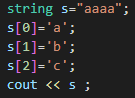 string s="aaaa";
s[0]='a';
s[1]='b';
s[2]='c';
cout << s ;